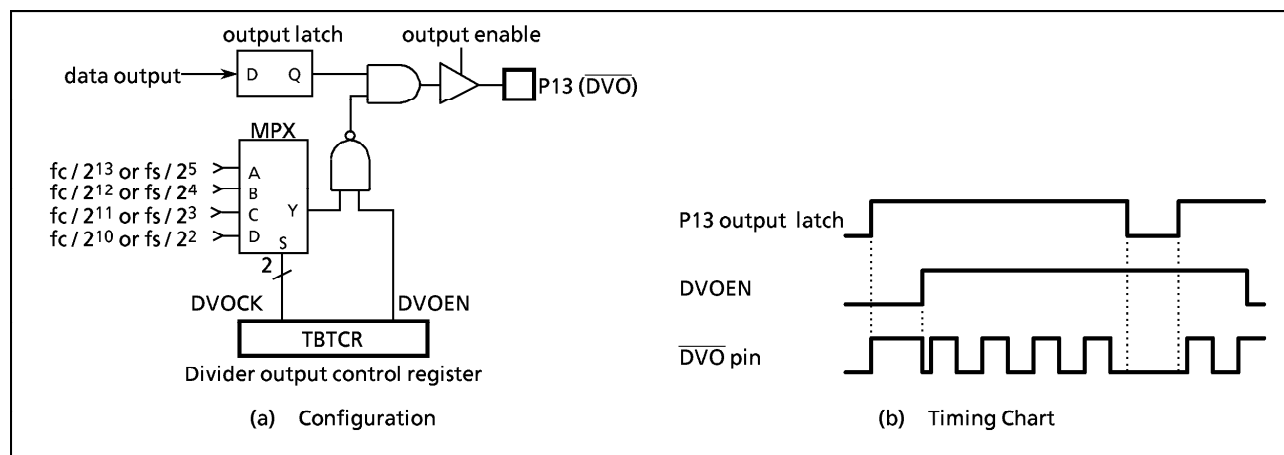 output latch
output enable
data output
D Q
P13 (DVO)
MPX
fc / 2¹³ or fs / 2⁵
A
fc / 2¹² or fs / 2⁴
B
fc / 2¹¹ or fs / 2³
C
Y
fc / 2¹⁰ or fs / 2²
D
S
2
DVOCK
DVOEN
TBTCR
Divider output control register
(a) Configuration
P13 output latch
DVOEN
DVO pin
(b) Timing Chart